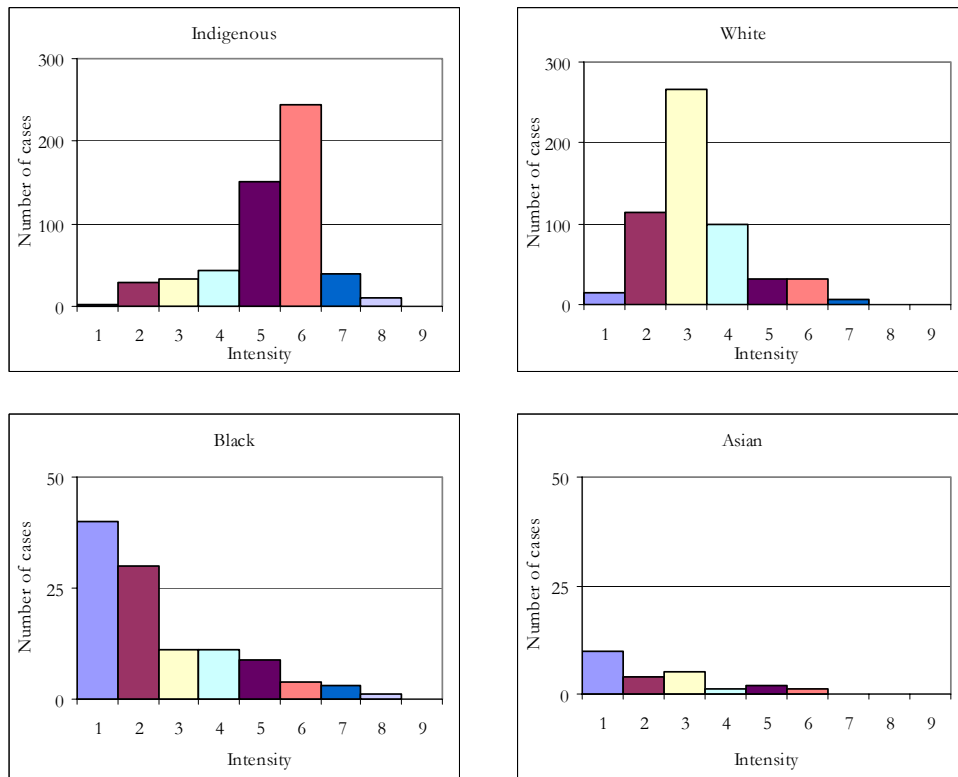 Indigenous
Number of cases
300
200
100
0
1 2 3 4 5 6 7 8 9
Intensity
White
Number of cases
300
200
100
0
1 2 3 4 5 6 7 8 9
Intensity
Black
Number of cases
50
25
0
1 2 3 4 5 6 7 8 9
Intensity
Asian
Number of cases
50
25
0
1 2 3 4 5 6 7 8 9
Intensity